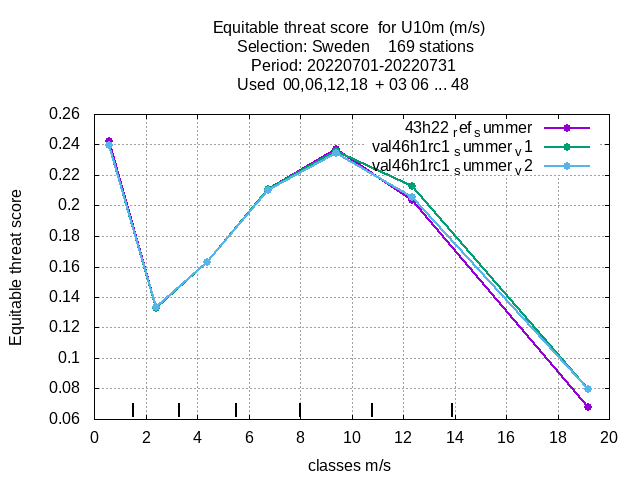 Equitable threat score for U10m (m/s)
Selection: Sweden 169 stations
Period: 20220701-20220731
Used 00,06,12,18 + 03 06 ... 48
43h22 ref summer
val46h1rc1 summer v1
val46h1rc1 summer v2
Equitable threat score
0.26
0.24
0.22
0.2
0.18
0.16
0.14
0.12
0.1
0.08
0.06
0 2 4 6 8 10 12 14 16 18 20
classes m/s